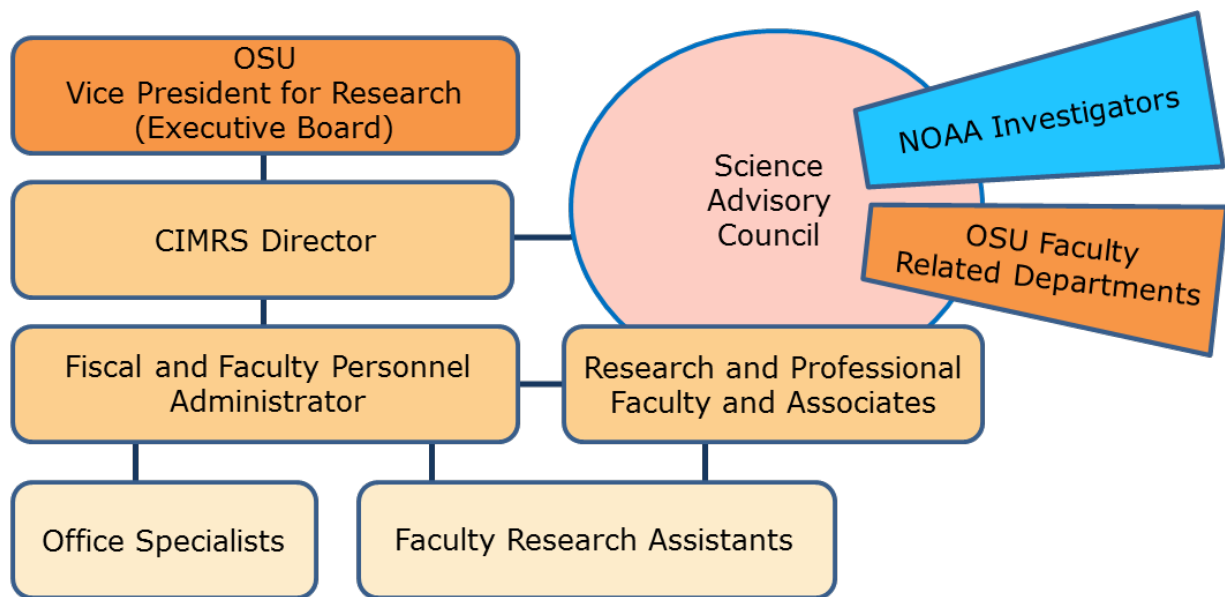 OSU
Vice President for Research
(Executive Board)
CIMRS Director
Science
Advisory
Council
NOAA Investigators
OSU Faculty
Related Departments
Fiscal and Faculty Personnel
Administrator
Research and Professional
Faculty and Associates
Office Specialists
Faculty Research Assistants